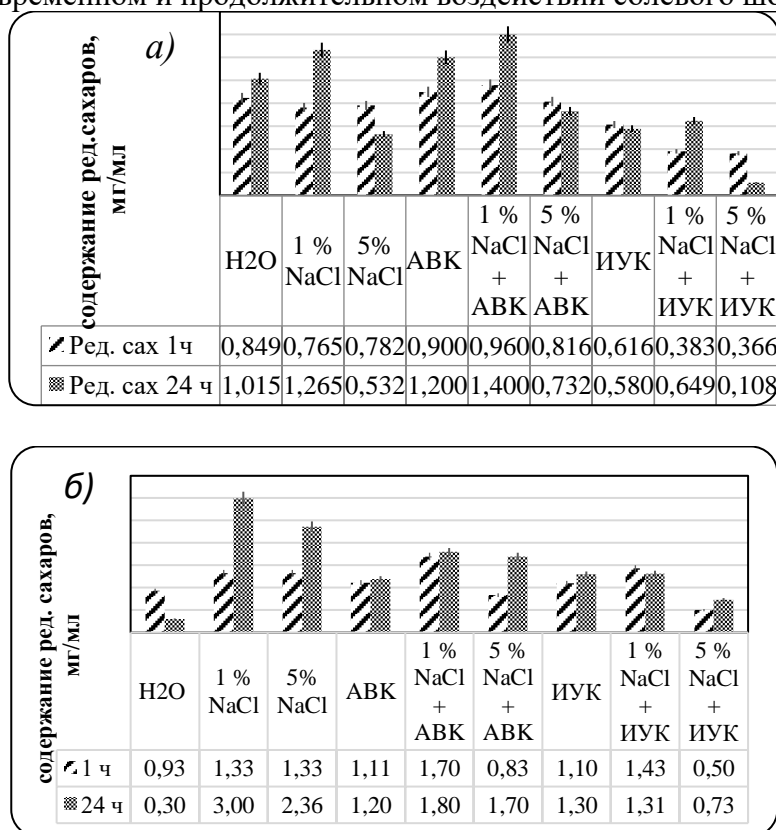 временном и продолжительном воздействии солевого
а)
содержание ред.сахаров,
мг/мл
H2O 1 % NaCl 5% NaCl АВК 1 % NaCl + АВК 5 % NaCl + АВК ИУК 1 % NaCl + ИУК 5 % NaCl + ИУК
Ред. сах 1ч 0,849 0,765 0,782 0,900 0,960 0,816 0,616 0,383 0,366
Ред. сах 24 ч 1,015 1,265 0,532 1,200 1,400 0,732 0,580 0,649 0,108
б)
содержание ред. сахаров,
мг/мл
H2O 1 % NaCl 5% NaCl АВК 1 % NaCl + АВК 5 % NaCl + АВК ИУК 1 % NaCl + ИУК 5 % NaCl + ИУК
1 ч 0,93 1,33 1,33 1,11 1,70 0,83 1,10 1,43 0,50
24 ч 0,30 3,00 2,36 1,20 1,80 1,70 1,30 1,31 0,73